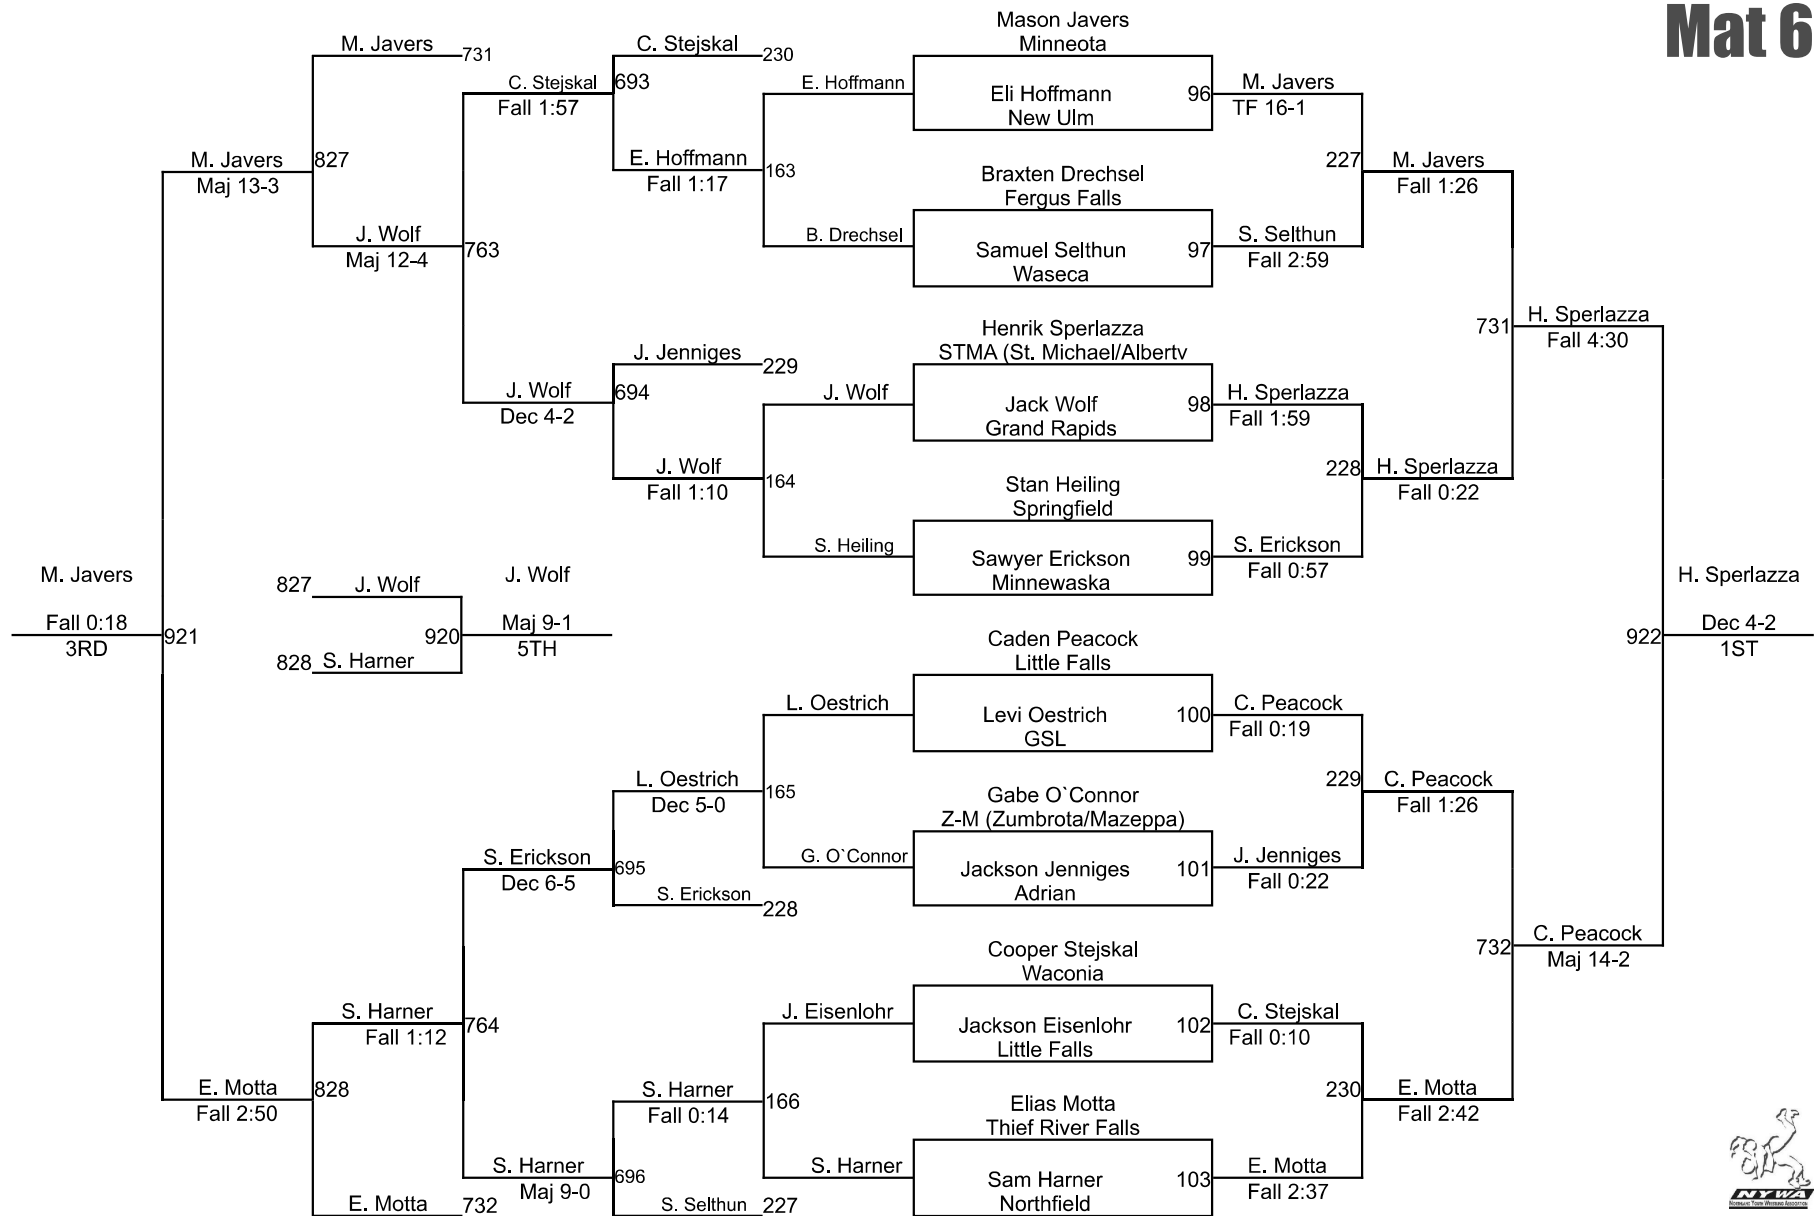 Mat 6
Mason Javers
Minneota
M. Javers
731
C. Stejskal
230
C. Stejskal
693
E. Hoffmann
Eli Hoffmann
96
M. Javers
Fall 1:57
New Ulm
TF 16-1
M. Javers
827
E. Hoffmann
163
Braxten Drechsel
227
M. Javers
Maj 13-3
Fall 1:17
Fergus Falls
Fall 1:26
J. Wolf
763
B. Drechsel
Samuel Selthun
97
S. Selthun
Maj 12-4
Waseca
Fall 2:59
Henrik Sperlazza
731
H. Sperlazza
J. Jenniges
229
STMA (St. Michael/Albertv
Fall 4:30
J. Wolf
694
J. Wolf
Jack Wolf
98
H. Sperlazza
Dec 4-2
Grand Rapids
Fall 1:59
J. Wolf
164
Stan Heiling
228
H. Sperlazza
Fall 1:10
Springfield
Fall 0:22
S. Heiling
Sawyer Erickson
99
S. Erickson
Minnewaska
Fall 0:57
M. Javers
827
J. Wolf
J. Wolf
H. Sperlazza
Fall 0:18
921
920
Maj 9-1
Caden Peacock
922
Dec 4-2
3RD
828
S. Harner
5TH
Little Falls
1ST
L. Oestrich
Levi Oestrich
100
C. Peacock
GSL
Fall 0:19
L. Oestrich
165
Gabe O`Connor
229
C. Peacock
Dec 5-0
Z-M (Zumbrota/Mazeppa)
Fall 1:26
S. Erickson
695
G. O`Connor
Jackson Jenniges
101
J. Jenniges
Dec 6-5
Adrian
Fall 0:22
S. Erickson
228
Cooper Stejskal
732
C. Peacock
Waconia
Maj 14-2
S. Harner
764
J. Eisenlohr
Jackson Eisenlohr
102
C. Stejskal
Fall 1:12
Little Falls
Fall 0:10
E. Motta
828
S. Harner
166
Elias Motta
230
E. Motta
Fall 2:50
Fall 0:14
Thief River Falls
Fall 2:42
S. Harner
696
S. Harner
Sam Harner
103
E. Motta
Maj 9-0
Northfield
Fall 2:37
E. Motta
732
S. Selthun
227
NYWA